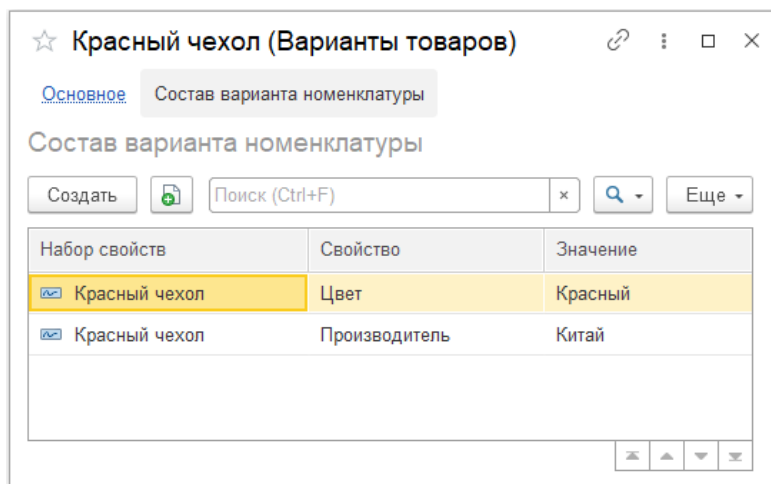 Красный чехол (Варианты товаров)
Основное Состав варианта номенклатуры
Состав варианта номенклатуры
Создать Поиск (Ctrl+F) × Еще
Набор свойств Свойство Значение
Красный чехол Цвет Красный
Красный чехол Производитель Китай